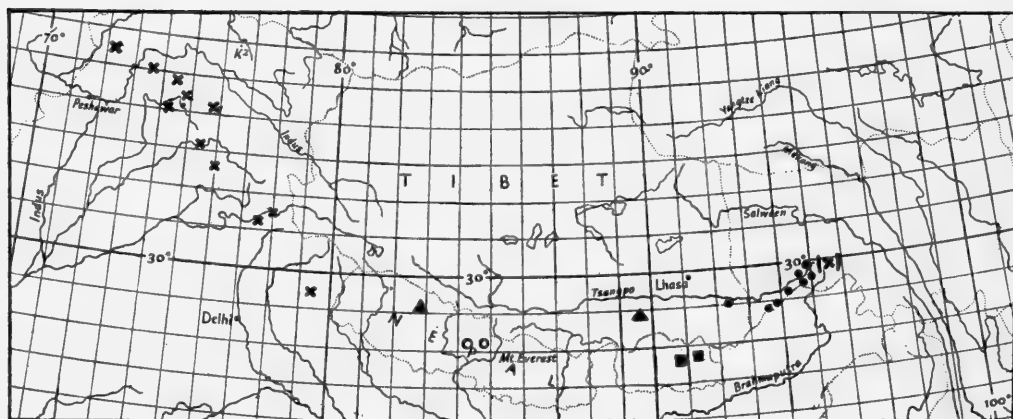 70°
K2
80°
90°
100°
Peshawar
Indus
Yangtze Kiang
Mekong
T I B E T
Indus
Salween
30°
30°
30°
Tsangpo
Lhasa
Delhi
N E P A L
Mt. Everest
Brahmaputra
100°